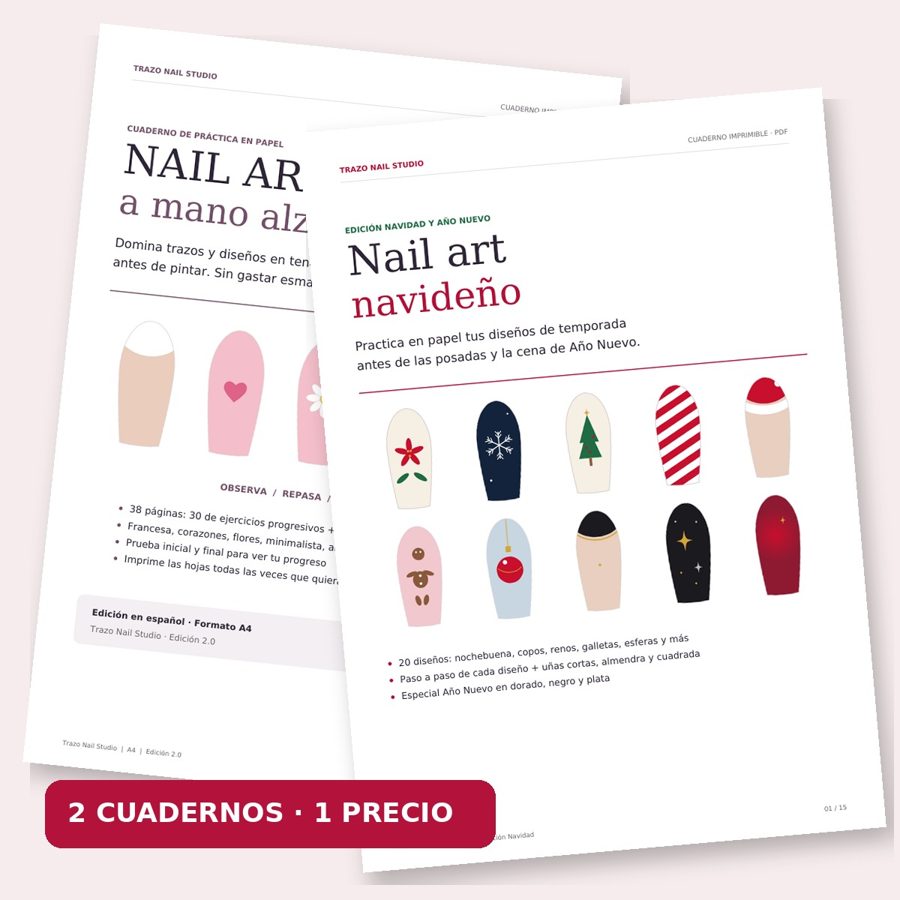 TRAZO NAIL STUDIO
CUADERNO
CUADERNO DE PRÁCTICA EN PAPEL
NAIL AR
a mano alz
Domina trazos y diseños en
antes de pintar. Sin gastar
OBSERVA / REPASA /
• 38 páginas: 30 de ejercicios progresivos +
• Francesa, corazones, flores, minimalista,
• Prueba inicial y final para ver tu progreso
• Imprime las hojas todas las veces que
Edición en español · Formato A4
Trazo Nail Studio · Edición 2.0
Trazo Nail Studio | A4 | Edición 2.0
TRAZO NAIL STUDIO
CUADERNO IMPRIMIBLE · PDF
EDICIÓN NAVIDAD Y AÑO NUEVO
Nail art
navideño
Practica en papel tus diseños de temporada
antes de las posadas y la cena de Año Nuevo.
• 20 diseños: nochebuena, copos, renos, galletas, esferas y más
• Paso a paso de cada diseño + uñas cortas, almendra y cuadrada
• Especial Año Nuevo en dorado, negro y plata
Navidad
01 / 15
2 CUADERNOS · 1 PRECIO